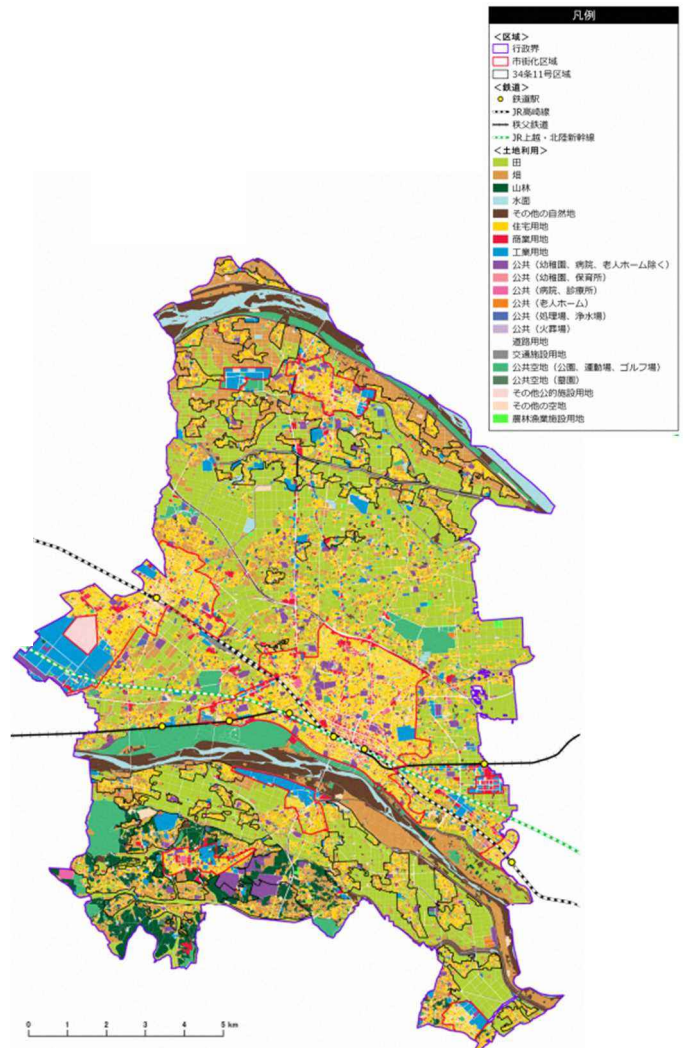 凡例
＜区域＞
行政界
市街化区域
34条11号区域
＜鉄道＞
鉄道駅
JR高崎線
秩父鉄道
JR上越・北陸新幹線
＜土地利用＞
田
畑
山林
水面
その他の自然地
住宅用地
商業用地
工業用地
公共（幼稚園、病院、老人ホーム除く）
公共（幼稚園、保育所）
公共（病院、診療所）
公共（老人ホーム）
公共（処理場、浄水場）
公共（火葬場）
道路用地
交通施設用地
公共空地（公園、運動場、ゴルフ場）
公共空地（墓園）
その他公的施設用地
その他の空地
農林漁業施設用地
0 1 2 3 4 5 km